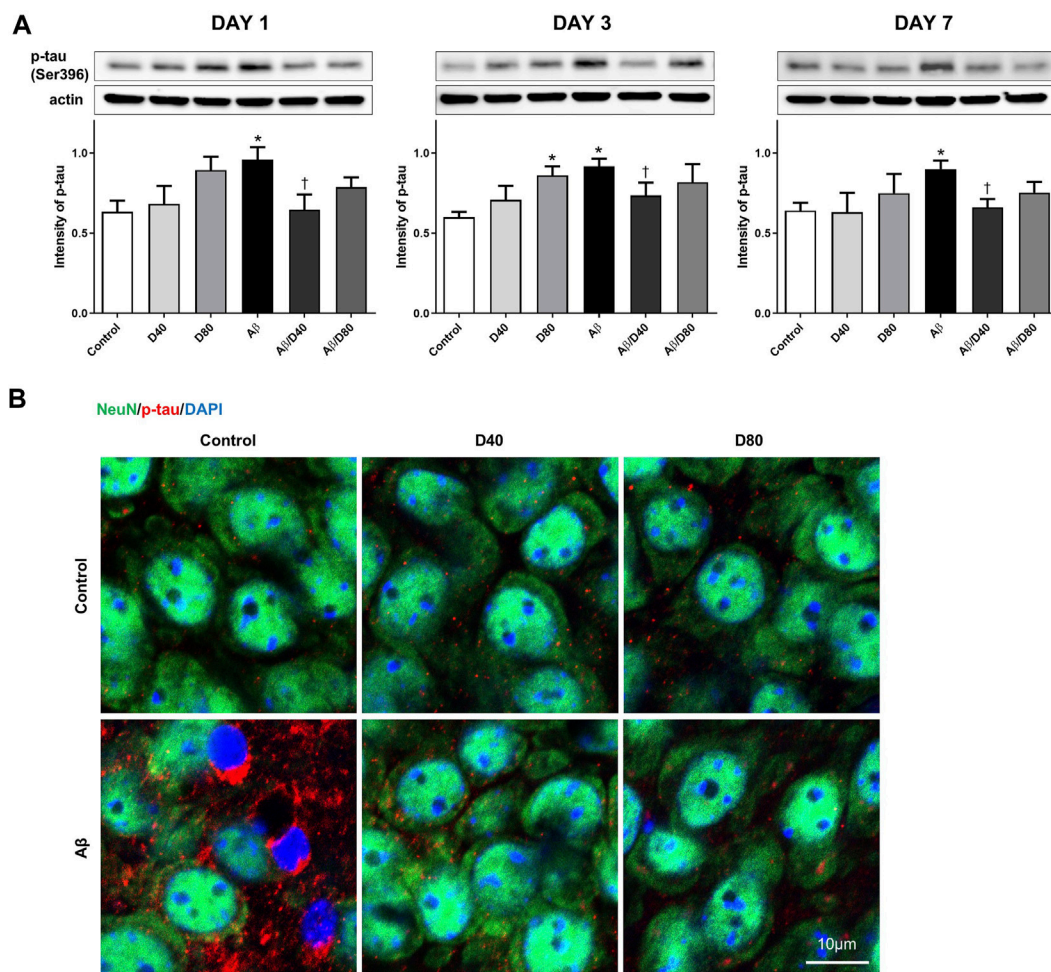 A
DAY 1
DAY 3
DAY 7
p-tau
(Ser396)
actin
Intensity of p-tau
1.0
0.5
0.0
*
†
Control
D40
D80
Aβ
Aβ/D40
Aβ/D80
Intensity of p-tau
1.0
0.5
0.0
*
*
†
Control
D40
D80
Aβ
Aβ/D40
Aβ/D80
Intensity of p-tau
1.0
0.5
0.0
*
†
Control
D40
D80
Aβ
Aβ/D40
Aβ/D80
B
NeuN/p-tau/DAPI
Control
D40
D80
Control
Aβ
10μm